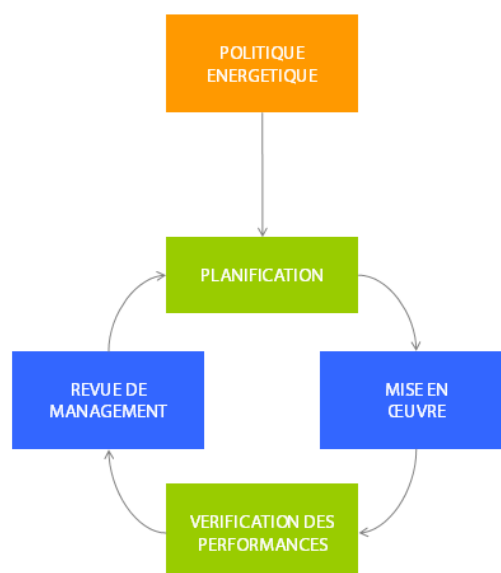 POLITIQUE
ENERGETIQUE
PLANIFICATION
REVUE DE
MANAGEMENT
MISE EN
ŒUVRE
VERIFICATION DES
PERFORMANCES